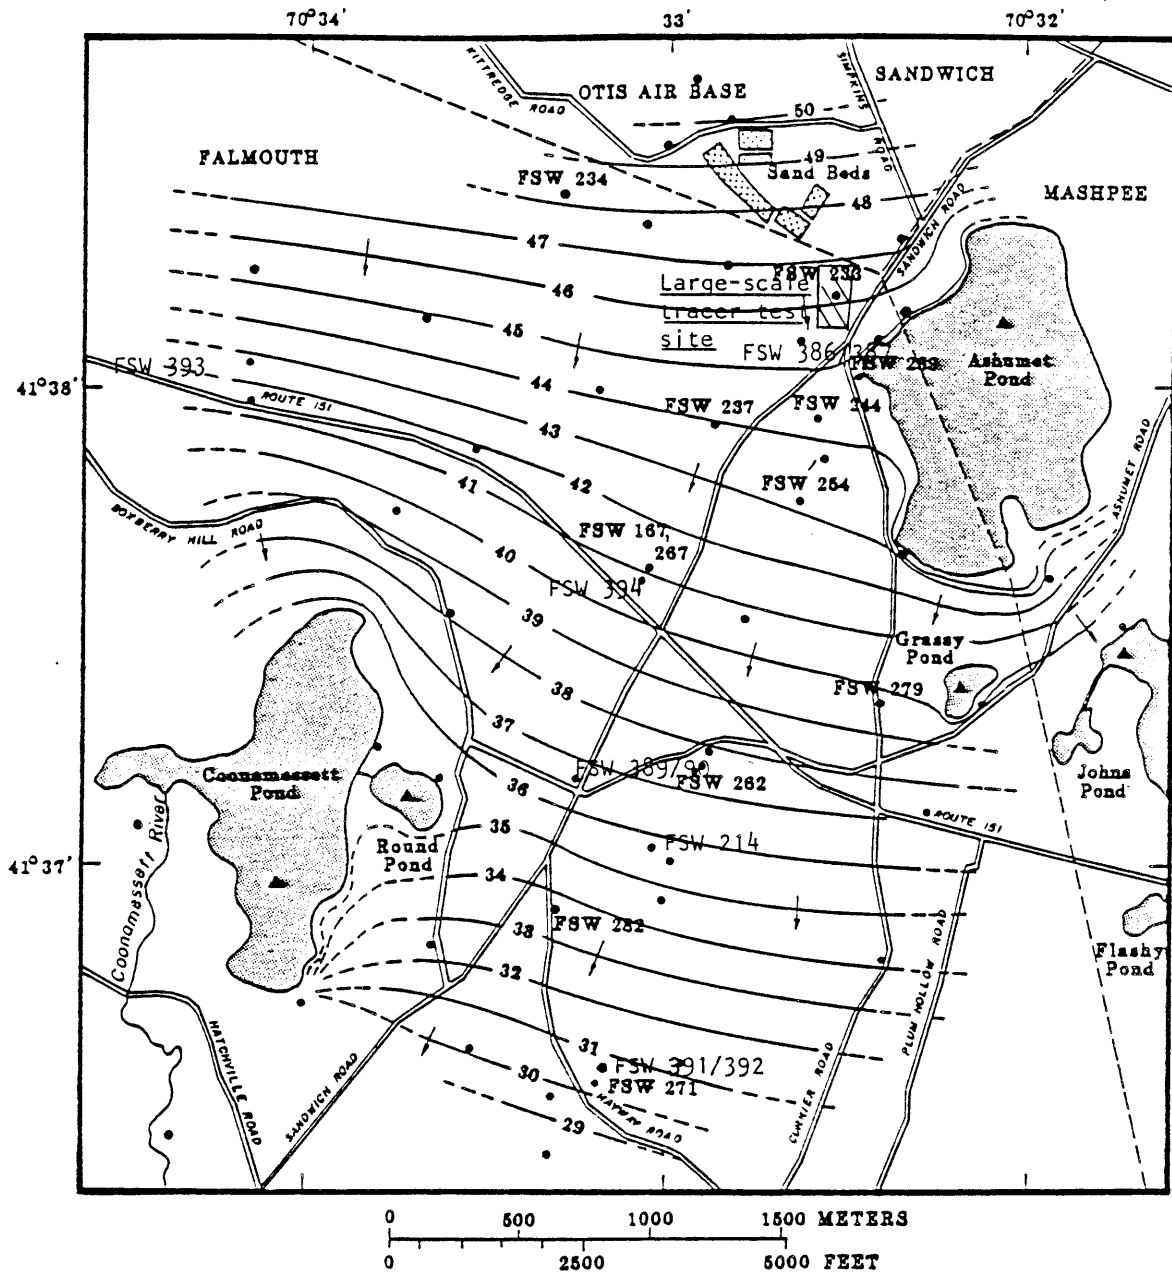 70°34' 33' 70°32'
KITTREDGE ROAD
SIMPKINS ROAD
SANDWICH
OTIS AIR BASE
50
FALMOUTH
49
Sand Beds
FSW 234
48
MASHPEE
SANDWICH ROAD
47
FSW 233
Large-scale
tracer test
site
46
45
FSW 386/387
FSW 393
FSW 239
Ashumet
Pond
41°38'
44
ROUTE 151
FSW 237
FSW 244
43
ASHUMET ROAD
42
41
FSW 254
BOXBERRY HILL ROAD
FSW 167,
267
40
FSW 394
39
Grassy
Pond
38
FSW 279
37
Coonamessett
Pond
FSW 389/
FSW 262
Johns
Pond
36
Coonamessett River
35
ROUTE 151
Round
Pond
FSW 214
41°37'
34
FSW 282
33
PLUM HOLLOW ROAD
Flashy
Pond
32
HATCHVILLE ROAD
SANDWICH ROAD
31
FSW 391/392
CURRIER ROAD
30
FSW 271
HAYWAY ROAD
29
0 500 1000 1500 METERS
0 2500 5000 FEET